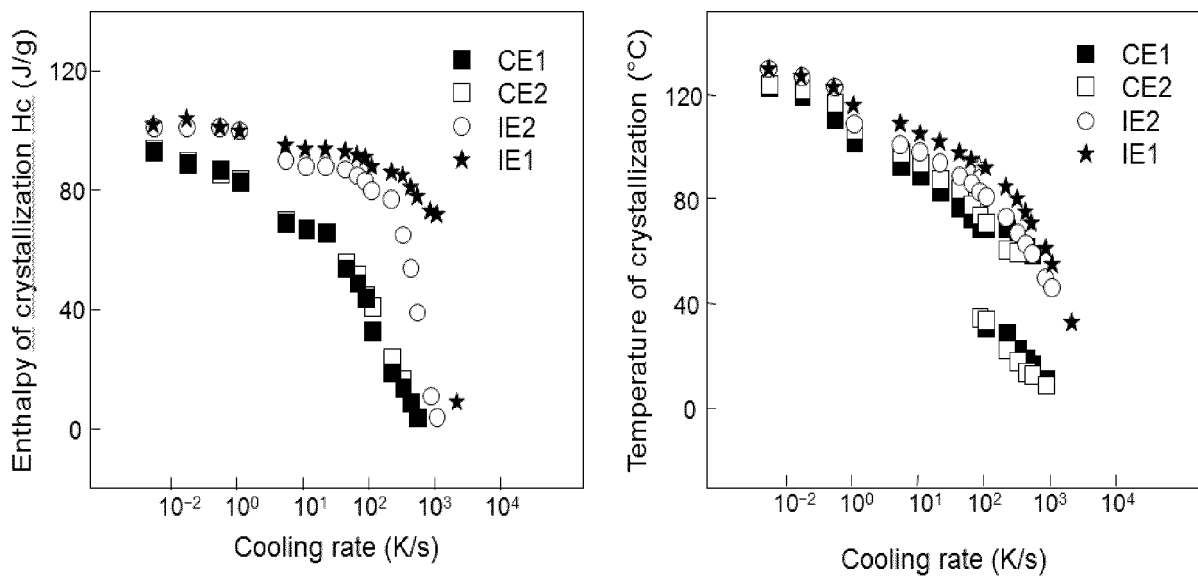 Enthalpy of crystallization Hc (J/g)
120
80
40
0
CE1
CE2
IE2
IE1
10⁻² 10⁰ 10¹ 10² 10³ 10⁴
Cooling rate (K/s)
Temperature of crystallization (°C)
120
80
40
0
CE1
CE2
IE2
IE1
10⁻² 10⁰ 10¹ 10² 10³ 10⁴
Cooling rate (K/s)